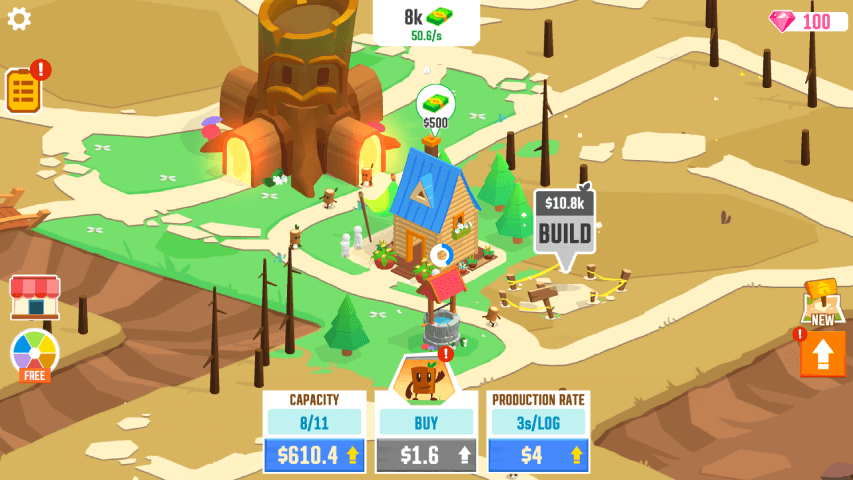 8k
50.6/s
100
!
$500
$10.8k
BUILD
NEW
!
FREE
!
CAPACITY
8/11
$610.4
BUY
$1.6
PRODUCTION RATE
3s/LOG
$4